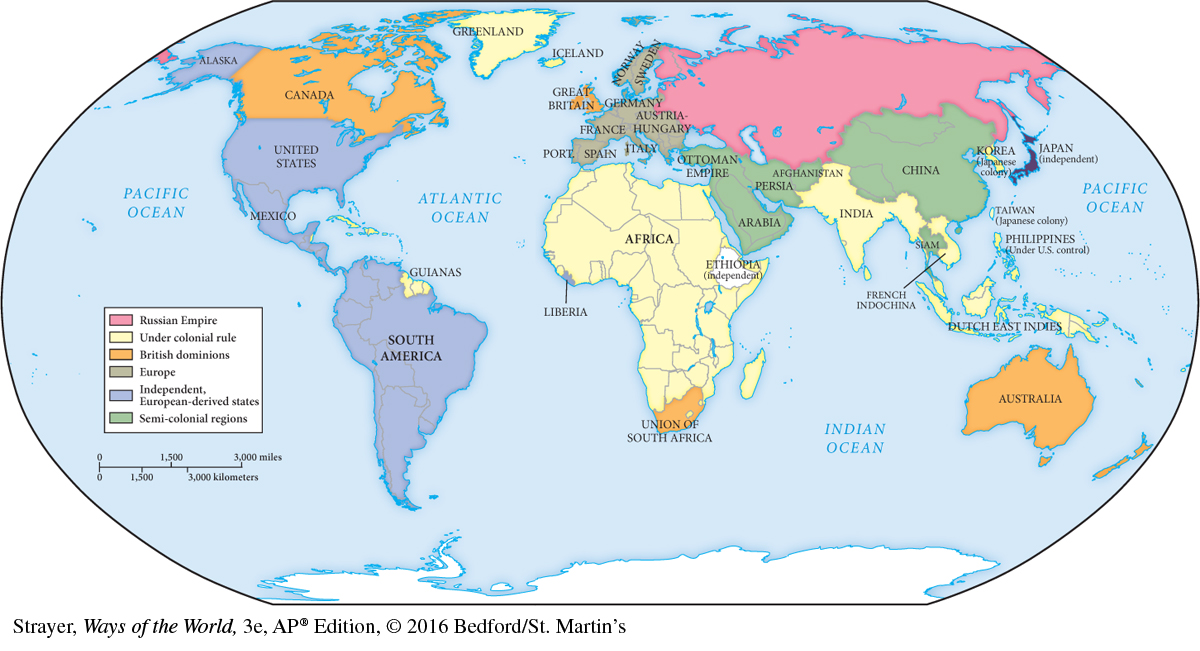 GREENLAND
ICELAND
ALASKA
NORWAY
SWEDEN
CANADA
GREAT
BRITAIN
GERMANY
AUSTRIA-
HUNGARY
FRANCE
UNITED
STATES
PORT.
SPAIN
ITALY
OTTOMAN
EMPIRE
AFGHANISTAN
PERSIA
CHINA
KOREA
(Japanese
colony)
JAPAN
(independent)
PACIFIC
OCEAN
ATLANTIC
OCEAN
PACIFIC
OCEAN
MEXICO
AFRICA
ARABIA
INDIA
TAIWAN
(Japanese colony)
PHILIPPINES
(Under U.S. control)
SIAM
ETHIOPIA
(independent)
GUIANAS
FRENCH
INDOCHINA
LIBERIA
DUTCH EAST INDIES
SOUTH
AMERICA
Russian Empire
Under colonial rule
British dominions
Europe
Independent,
European-derived states
Semi-colonial regions
AUSTRALIA
UNION OF
SOUTH AFRICA
INDIAN
OCEAN
0 1,500 3,000 miles
0 1,500 3,000 kilometers
Strayer, Ways of the World, 3e, AP® Edition, © 2016 Bedford/St. Martin’s